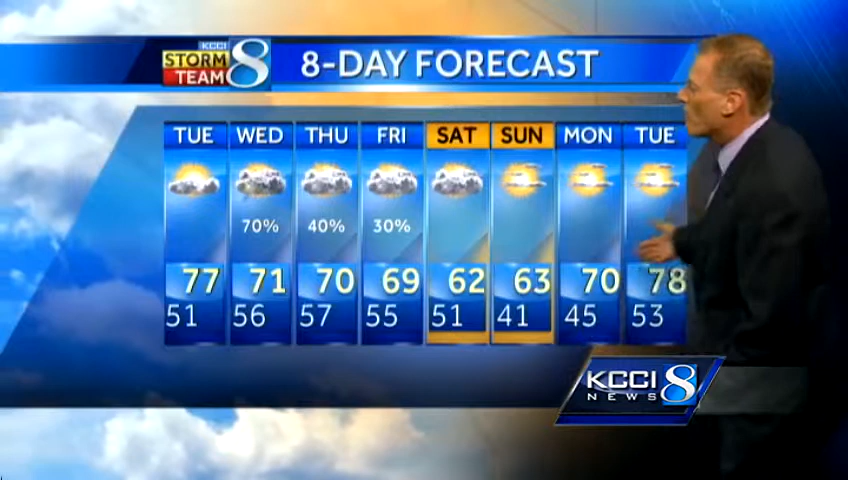 KCCI
STORM
TEAM
8
8-DAY FORECAST
TUE WED THU FRI SAT SUN MON TUE
70% 40% 30%
77 71 70 69 62 63 70 78
51 56 57 55 51 41 45 53
KCCI 8
NEWS